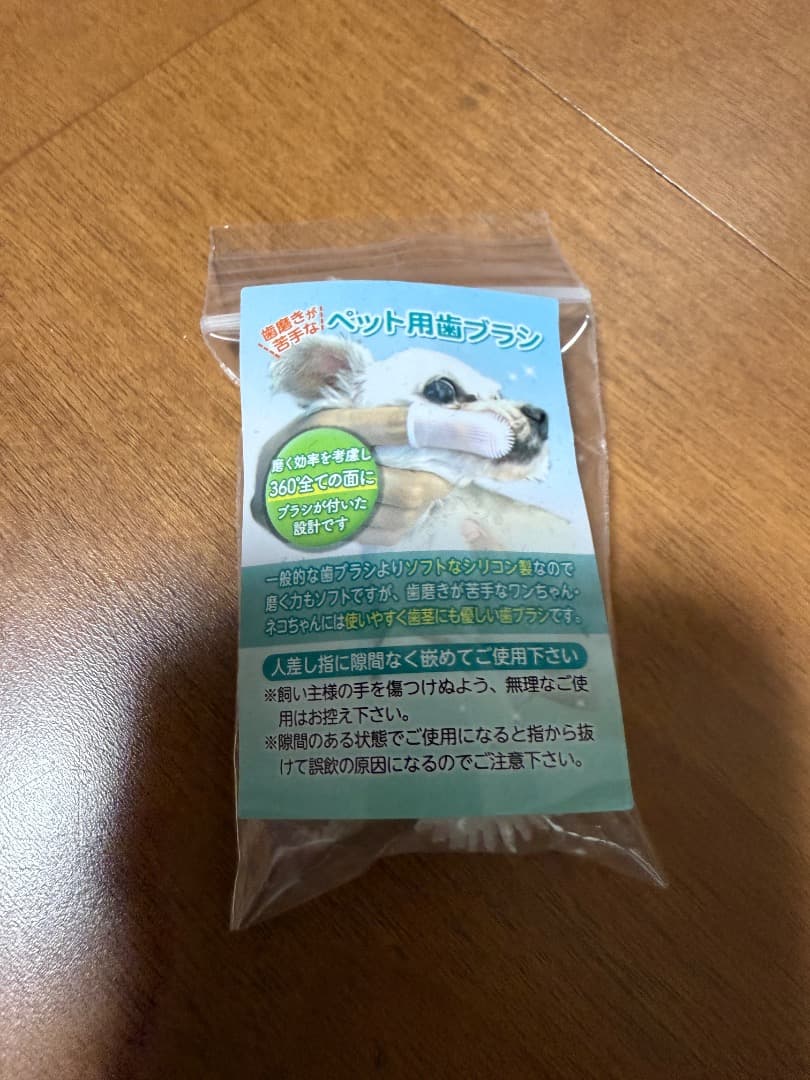 歯磨きが
苦手な
ペット用歯ブラシ
磨く効率を考慮し
360°全ての面に
ブラシが付いた
設計です
一般的な歯ブラシよりソフトなシリコン製なので
磨く力もソフトですが、歯磨きが苦手なワンちゃん・
ネコちゃんには使いやすく歯茎にも優しい歯ブラシです。
人差し指に隙間なく嵌めてご使用下さい
※飼い主様の手を傷つけぬよう、無理なご使
用はお控え下さい。
※隙間のある状態でご使用になると指から抜
けて誤飲の原因になるのでご注意下さい。